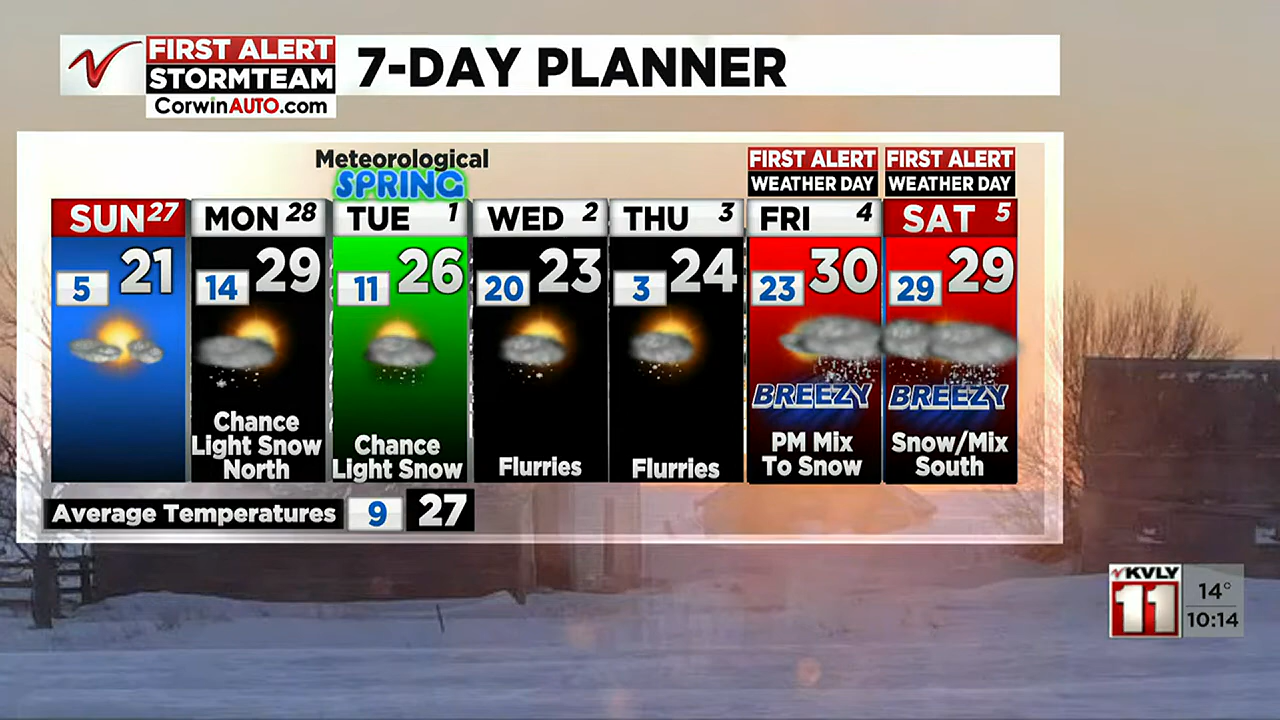 FIRST ALERT
STORMTEAM
CorwinAUTO.com
7-DAY PLANNER
Meteorological
SPRING
FIRST ALERT
WEATHER DAY
FIRST ALERT
WEATHER DAY
SUN 27
5 21
MON 28
14 29
Chance
Light Snow
North
TUE 1
11 26
Chance
Light Snow
WED 2
20 23
Flurries
THU 3
3 24
Flurries
FRI 4
23 30
BREEZY
PM Mix
To Snow
SAT 5
29 29
BREEZY
Snow/Mix
South
Average Temperatures 9 27
KVLY
11
14°
10:14